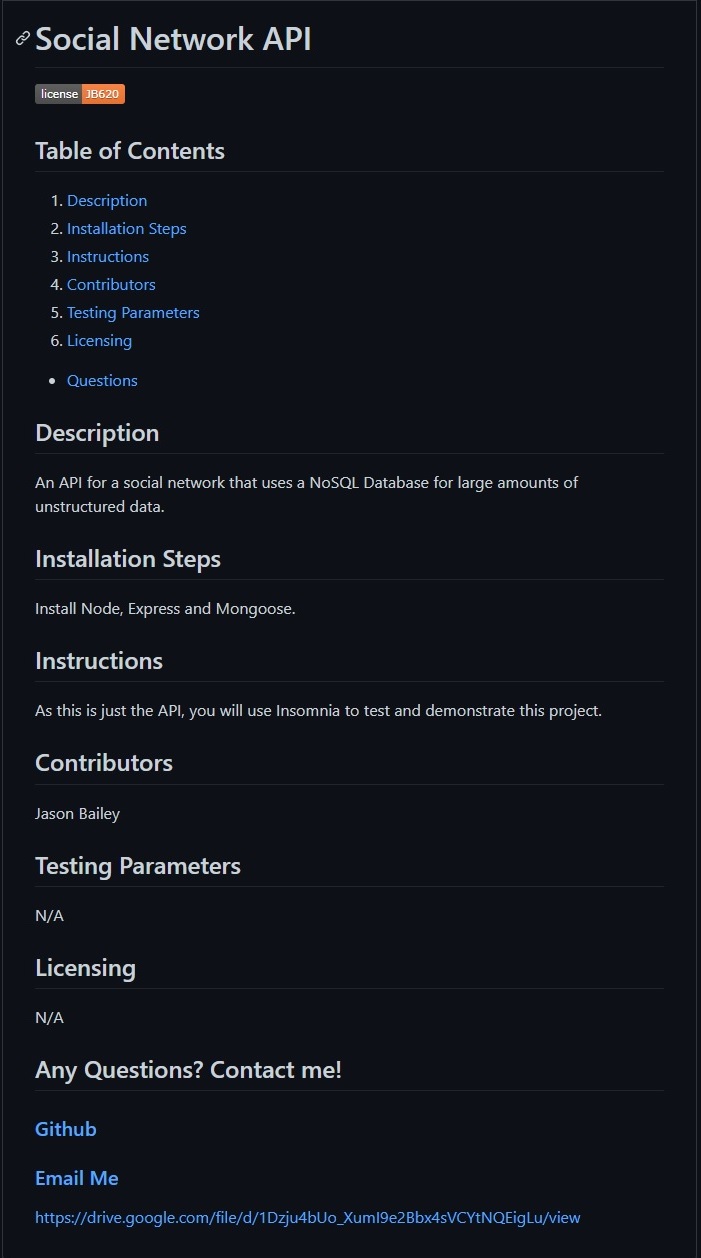 Social Network API
license JB620
Table of Contents
1. Description
2. Installation Steps
3. Instructions
4. Contributors
5. Testing Parameters
6. Licensing
• Questions
Description
An API for a social network that uses a NoSQL Database for large amounts of
unstructured data.
Installation Steps
Install Node, Express and Mongoose.
Instructions
As this is just the API, you will use Insomnia to test and demonstrate this project.
Contributors
Jason Bailey
Testing Parameters
N/A
Licensing
N/A
Any Questions? Contact me!
Github
Email Me
https://drive.google.com/file/d/1Dzju4bUo_XumI9e2Bbx4sVCYtNQEigLu/view